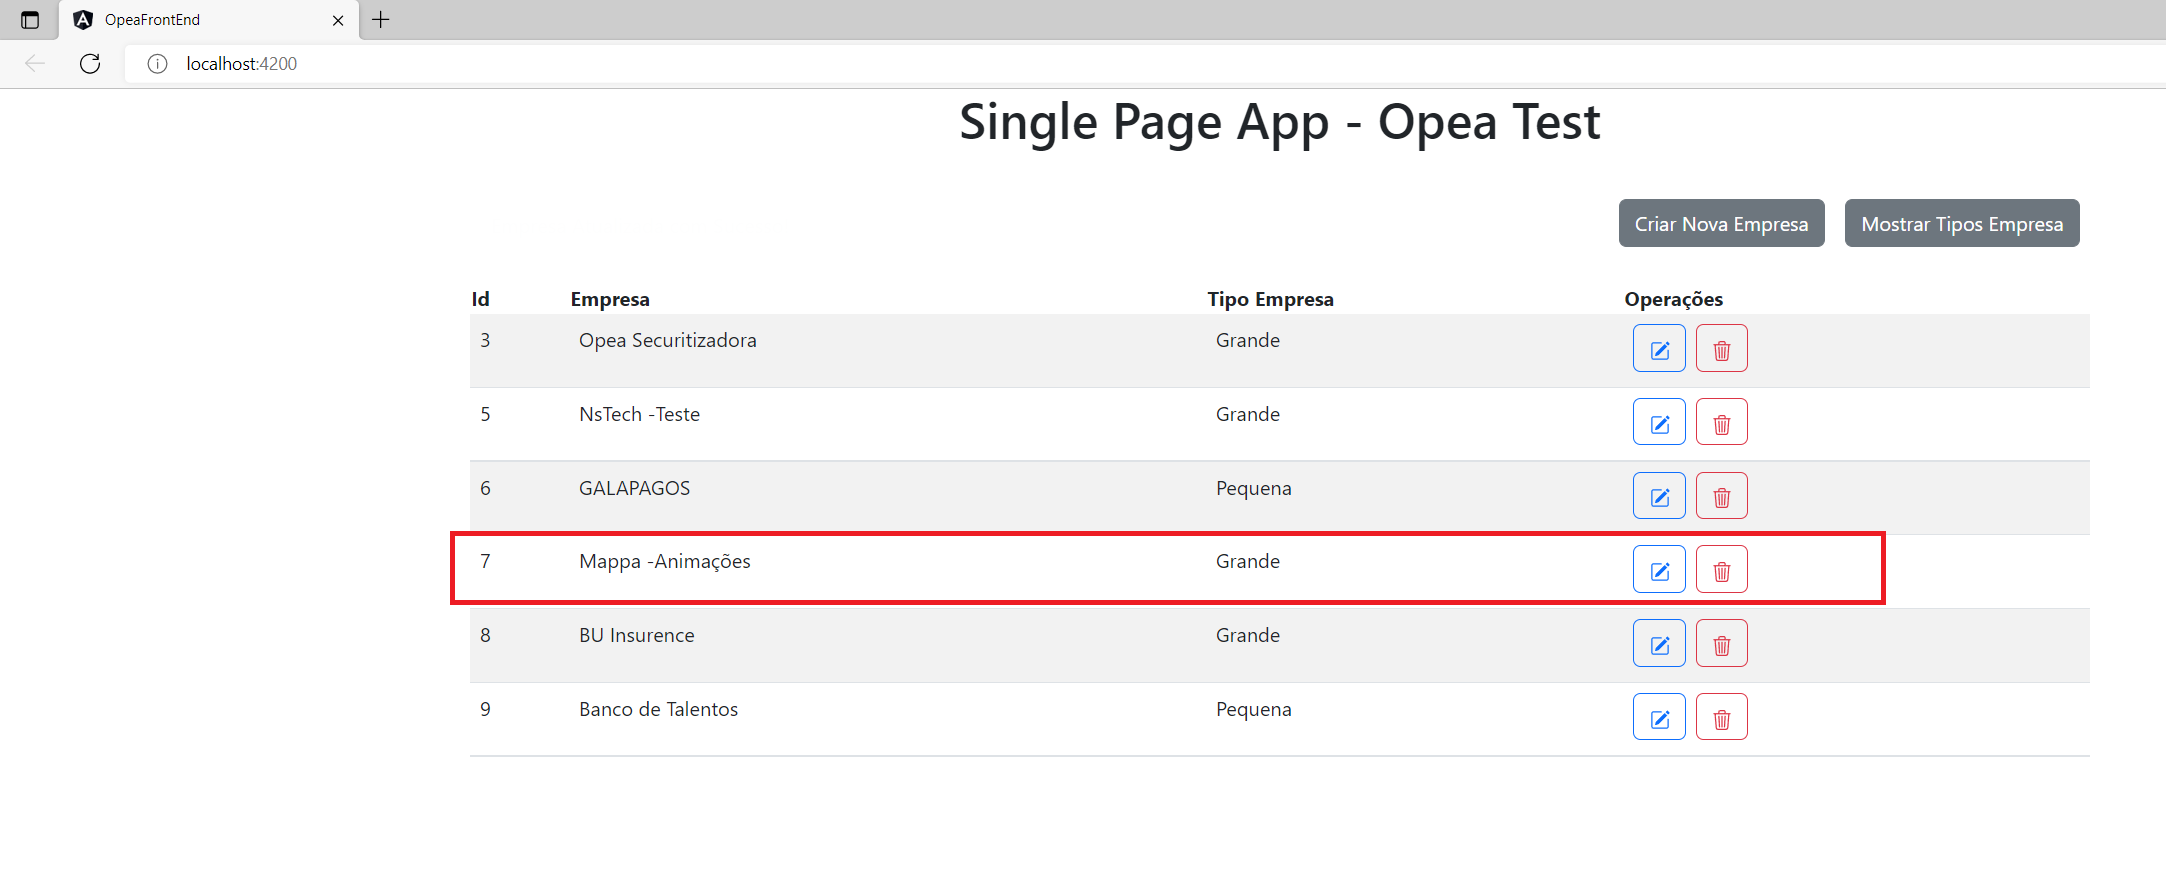 OpeaFrontEnd
localhost:4200
Single Page App - Opea Test
Criar Nova Empresa Mostrar Tipos Empresa
Id Empresa Tipo Empresa Operações
3 Opea Securitizadora Grande
5 NsTech -Teste Grande
6 GALAPAGOS Pequena
7 Mappa -Animações Grande
8 BU Insurence Grande
9 Banco de Talentos Pequena